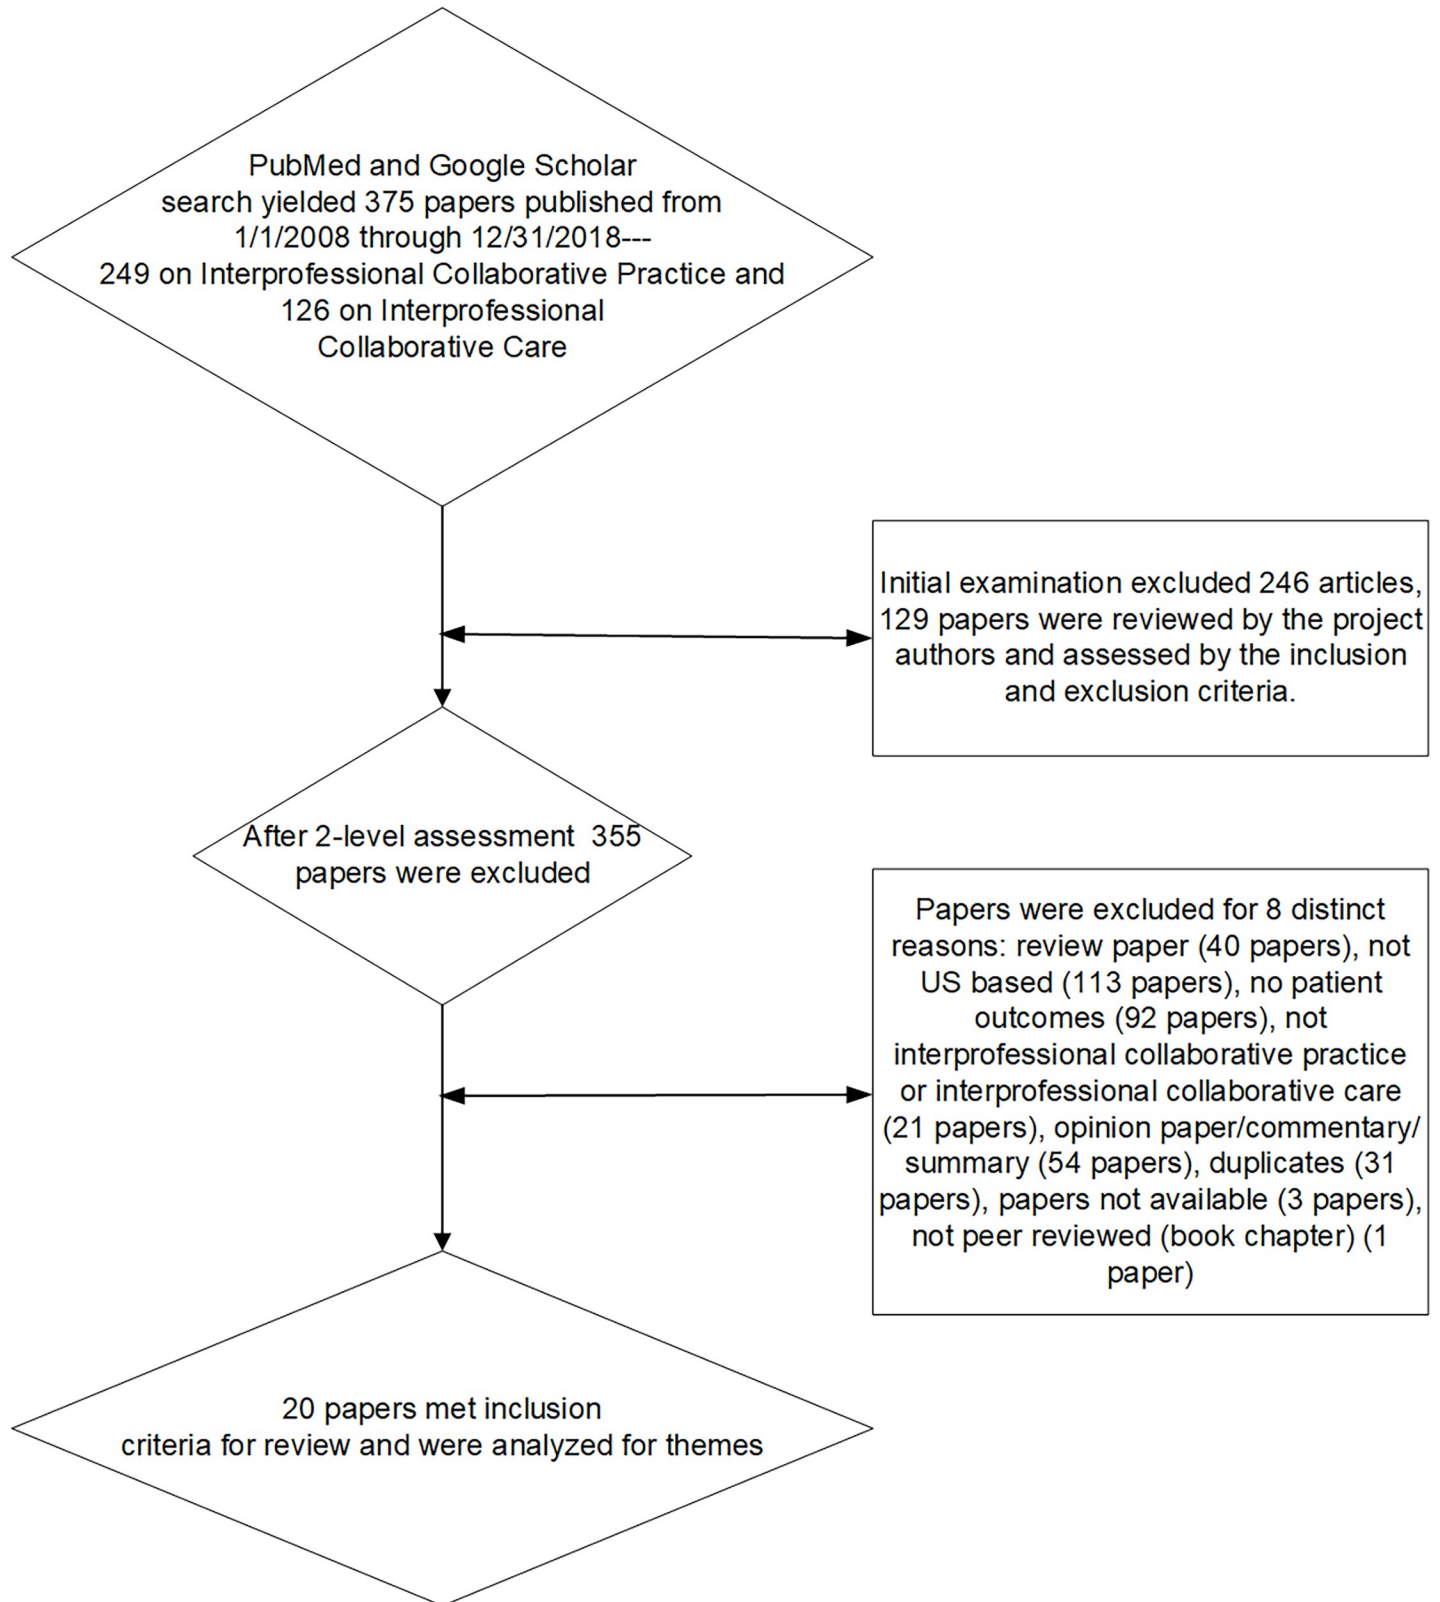 PubMed and Google Scholar
search yielded 375 papers published from
1/1/2008 through 12/31/2018---
249 on Interprofessional Collaborative Practice and
126 on Interprofessional
Collaborative Care
Initial examination excluded 246 articles,
129 papers were reviewed by the project
authors and assessed by the inclusion
and exclusion criteria.
After 2-level assessment  355
papers were excluded
Papers were excluded for 8 distinct
reasons: review paper (40 papers), not
US based (113 papers), no patient
outcomes (92 papers), not
interprofessional collaborative practice
or interprofessional collaborative care
(21 papers), opinion paper/commentary/
summary (54 papers), duplicates (31
papers), papers not available (3 papers),
not peer reviewed (book chapter) (1
paper)
20 papers met inclusion
criteria for review and were analyzed for themes